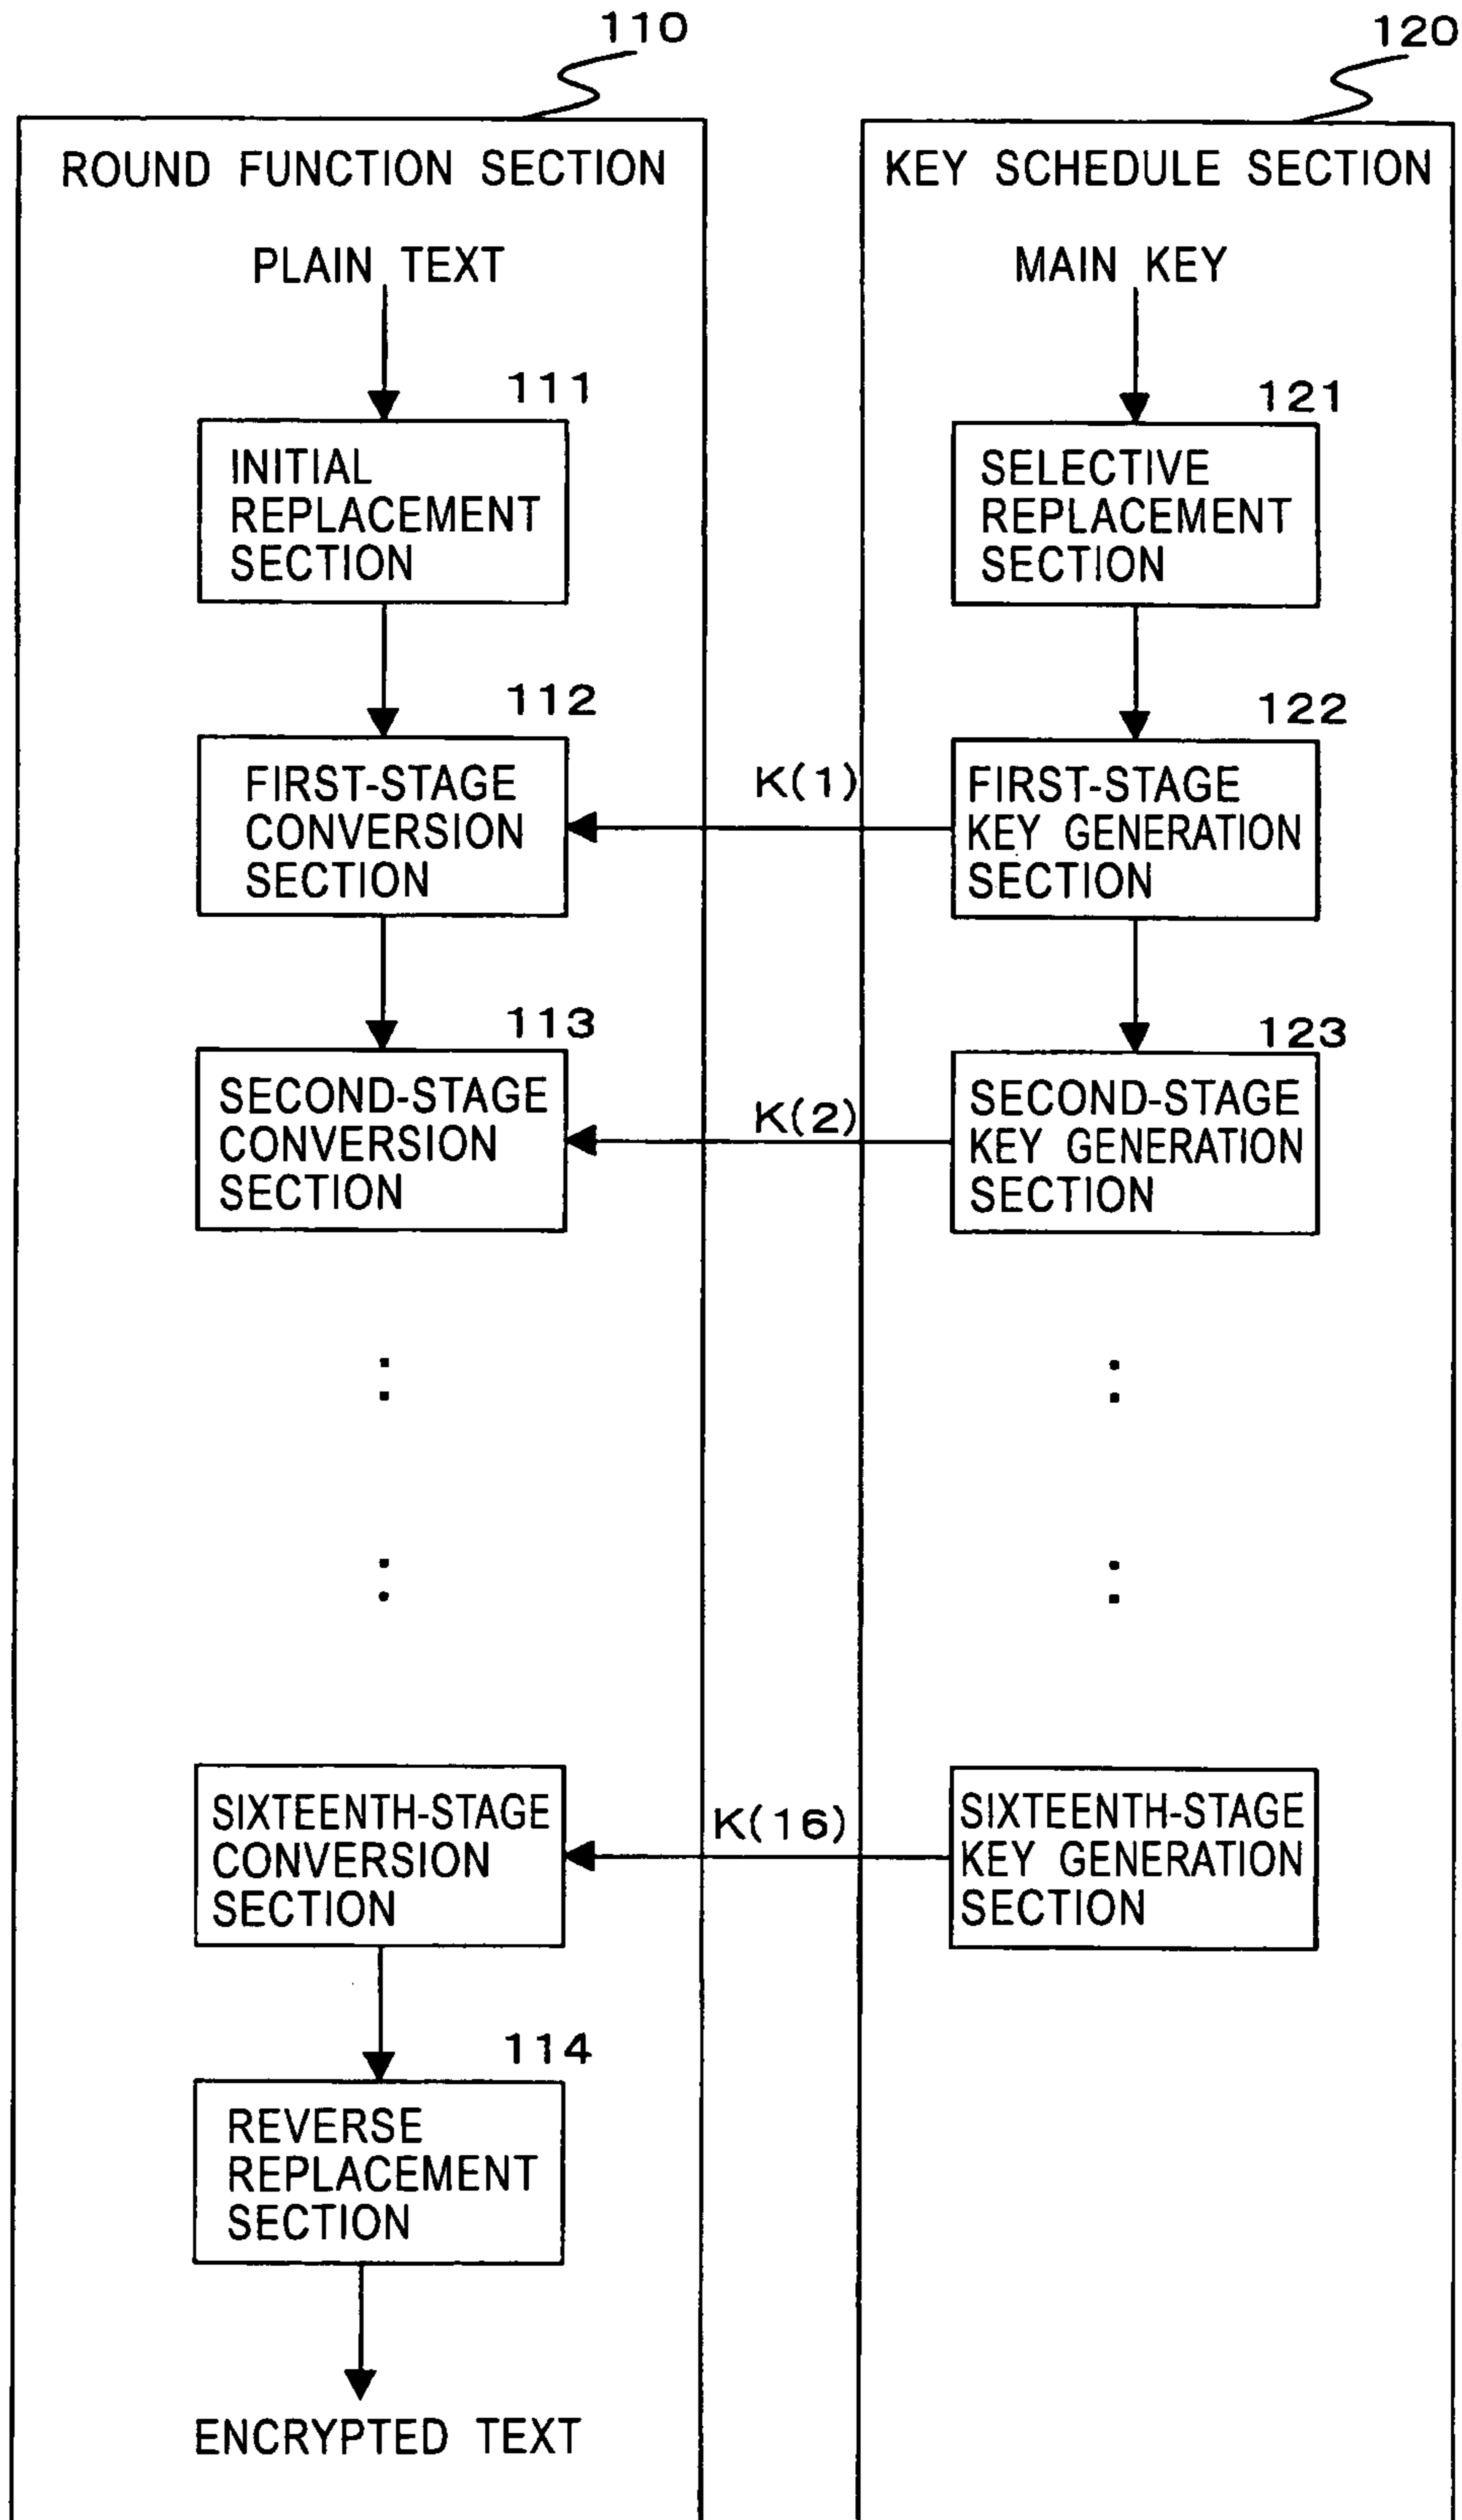 110
ROUND FUNCTION SECTION
PLAIN TEXT
111
INITIAL
REPLACEMENT
SECTION
112
FIRST-STAGE
CONVERSION
SECTION
113
SECOND-STAGE
CONVERSION
SECTION
:
:
SIXTEENTH-STAGE
CONVERSION
SECTION
114
REVERSE
REPLACEMENT
SECTION
ENCRYPTED TEXT
K(1)
K(2)
K(16)
120
KEY SCHEDULE SECTION
MAIN KEY
121
SELECTIVE
REPLACEMENT
SECTION
122
FIRST-STAGE
KEY GENERATION
SECTION
123
SECOND-STAGE
KEY GENERATION
SECTION
:
:
SIXTEENTH-STAGE
KEY GENERATION
SECTION